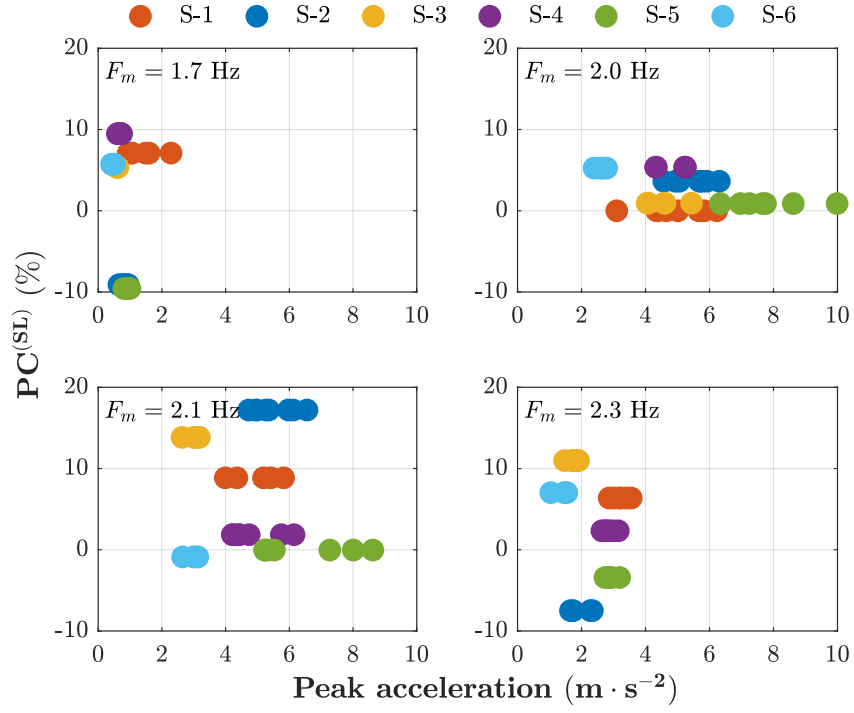 S-1 S-2 S-3 S-4 S-5 S-6
20
10
0
-10
F_m = 1.7 Hz
0 2 4 6 8 10
20
10
0
-10
F_m = 2.0 Hz
0 2 4 6 8 10
PC^(SL) (%)
20
10
0
-10
F_m = 2.1 Hz
0 2 4 6 8 10
20
10
0
-10
F_m = 2.3 Hz
0 2 4 6 8 10
Peak acceleration (m · s⁻²)